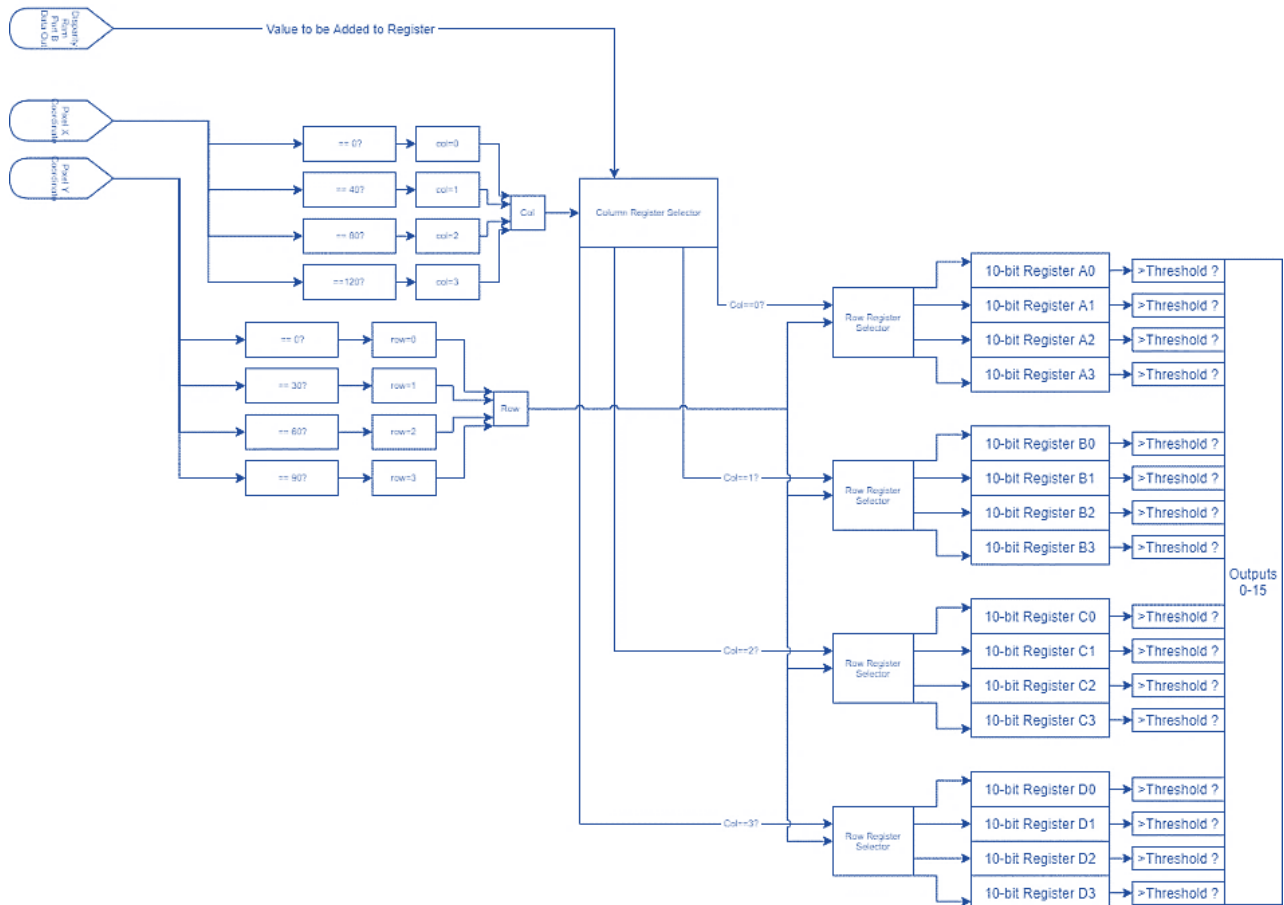 Disparity
Ram
Port B
Data Out
Value to be Added to Register
Pixel X
Coordinate
Pixel Y
Coordinate
== 0?
col=0
== 40?
col=1
== 80?
col=2
==120?
col=3
Col
Column Register Selector
== 0?
row=0
== 30?
row=1
== 60?
row=2
== 90?
row=3
Row
Col==0?
Row Register
Selector
10-bit Register A0
>Threshold ?
10-bit Register A1
>Threshold ?
10-bit Register A2
>Threshold ?
10-bit Register A3
>Threshold ?
Col==1?
Row Register
Selector
10-bit Register B0
>Threshold ?
10-bit Register B1
>Threshold ?
10-bit Register B2
>Threshold ?
10-bit Register B3
>Threshold ?
Col==2?
Row Register
Selector
10-bit Register C0
>Threshold ?
10-bit Register C1
>Threshold ?
10-bit Register C2
>Threshold ?
10-bit Register C3
>Threshold ?
Col==3?
Row Register
Selector
10-bit Register D0
>Threshold ?
10-bit Register D1
>Threshold ?
10-bit Register D2
>Threshold ?
10-bit Register D3
>Threshold ?
Outputs
0-15